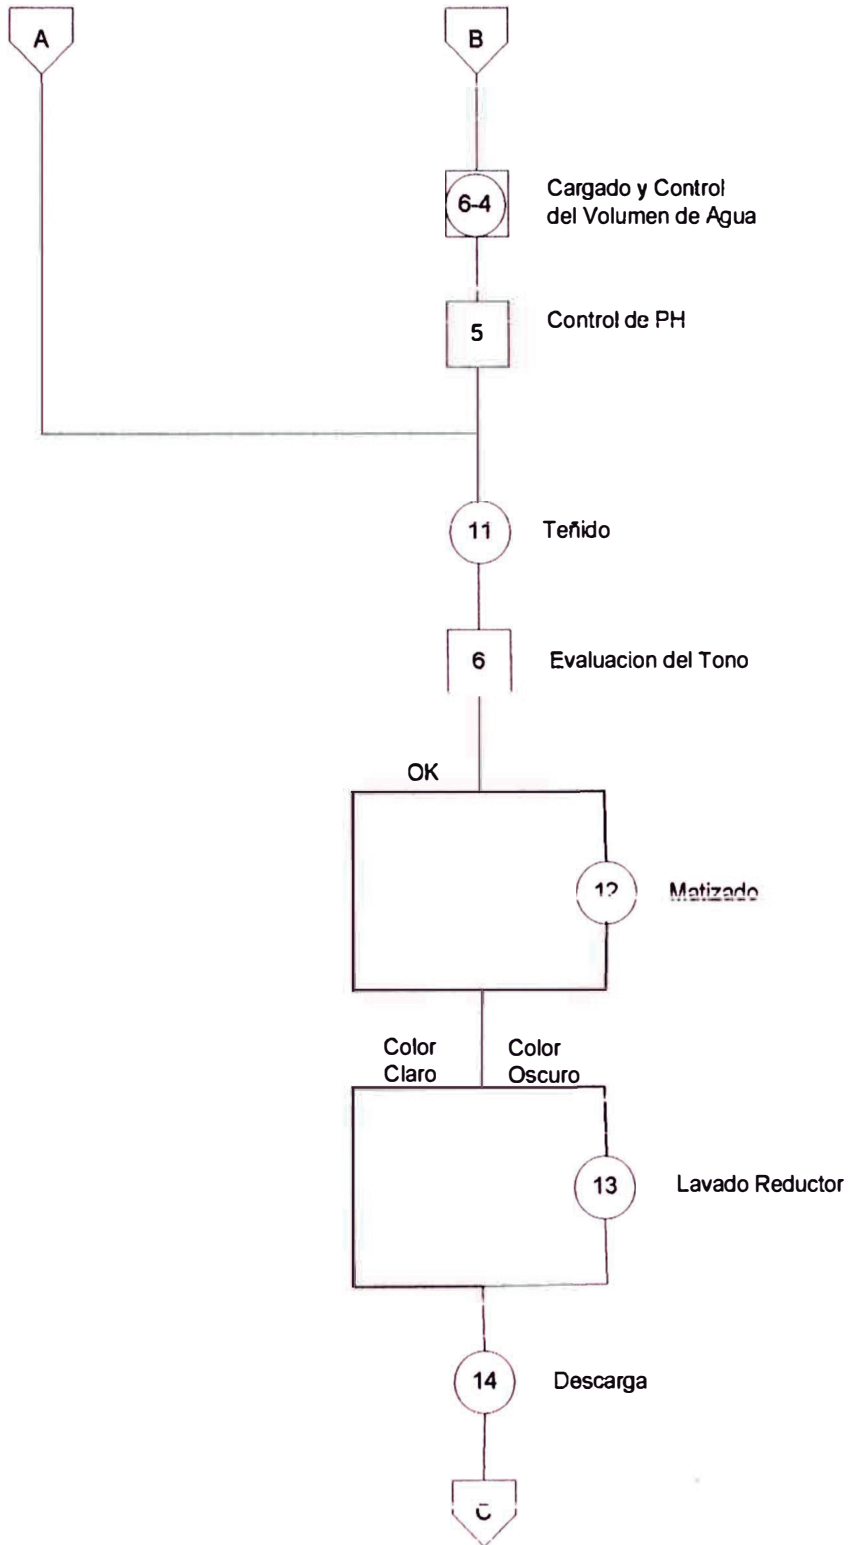 A
B
6-4
Cargado y Control
del Volumen de Agua
5
Control de PH
11
Teñido
6
Evaluacion del Tono
OK
12
Matizado
Color
Claro
Color
Oscuro
13
Lavado Reductor
14
Descarga
C